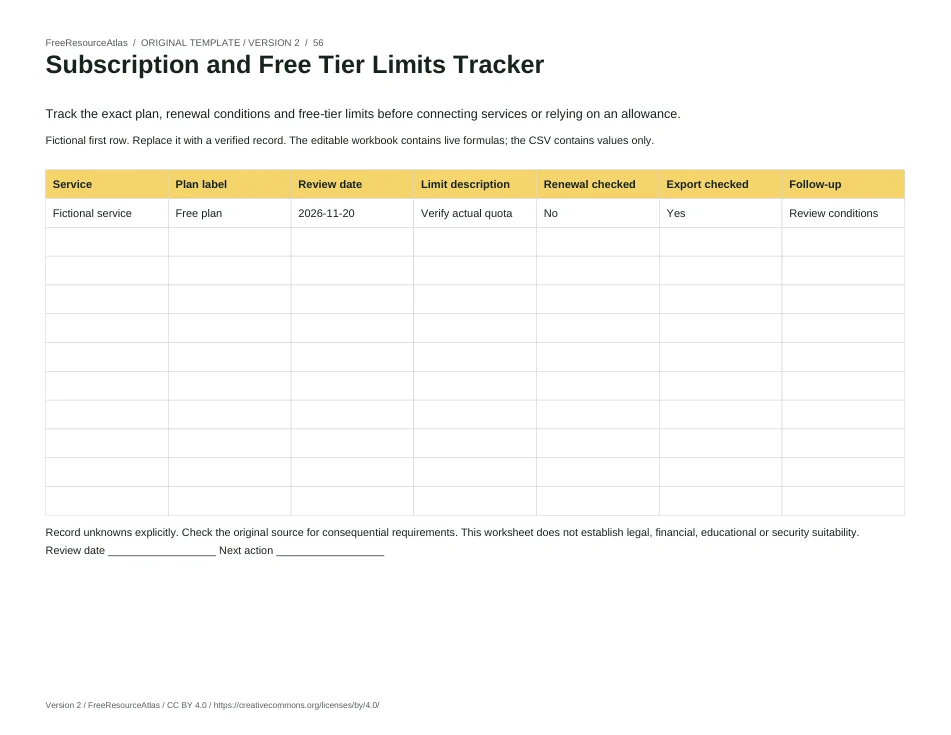 FreeResourceAtlas / ORIGINAL TEMPLATE / VERSION 2 / 56
Subscription and Free Tier Limits Tracker
Track the exact plan, renewal conditions and free-tier limits before connecting services or relying on an allowance.
Fictional first row. Replace it with a verified record. The editable workbook contains live formulas; the CSV contains values only.
Service Plan label Review date Limit description Renewal checked Export checked Follow-up
Fictional service Free plan 2026-11-20 Verify actual quota No Yes Review conditions
Record unknowns explicitly. Check the original source for consequential requirements. This worksheet does not establish legal, financial, educational or security suitability.
Review date __________________ Next action __________________
Version 2 / FreeResourceAtlas / CC BY 4.0 / https://creativecommons.org/licenses/by/4.0/